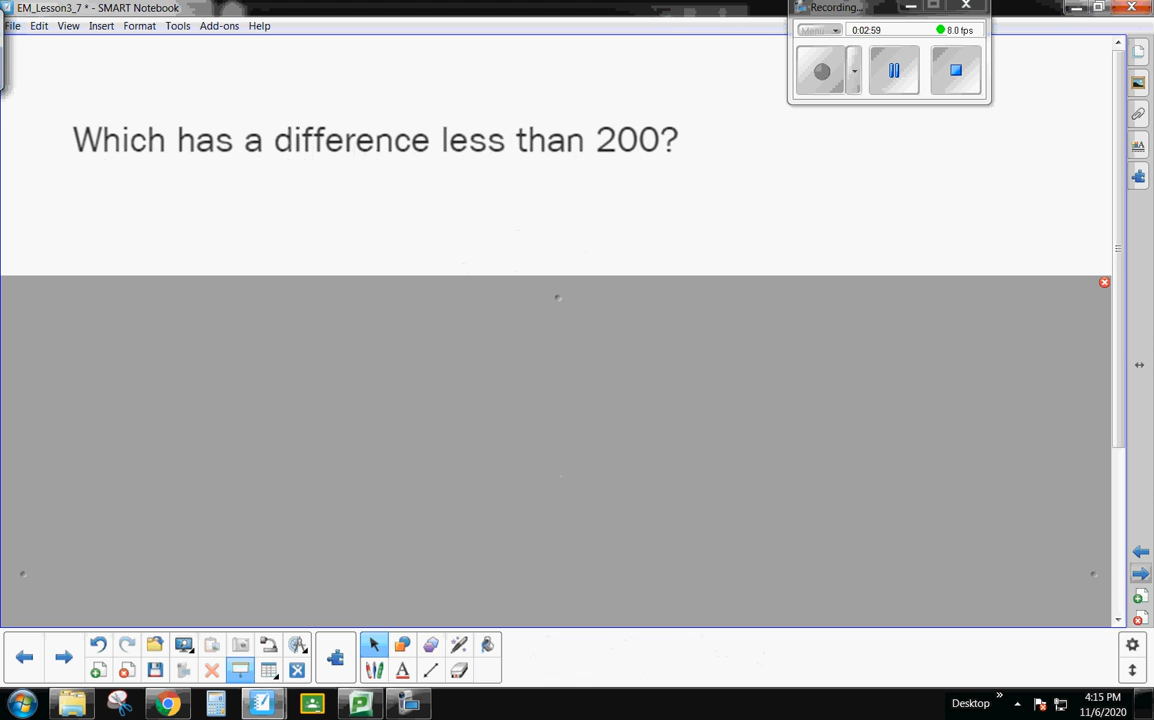 EM_Lesson3_7 * - SMART Notebook
Recording...
File Edit View Insert Format Tools Add-ons Help
Menu
0:02:59
8.0 fps
Which has a difference less than 200?
Desktop
4:15 PM
11/6/2020